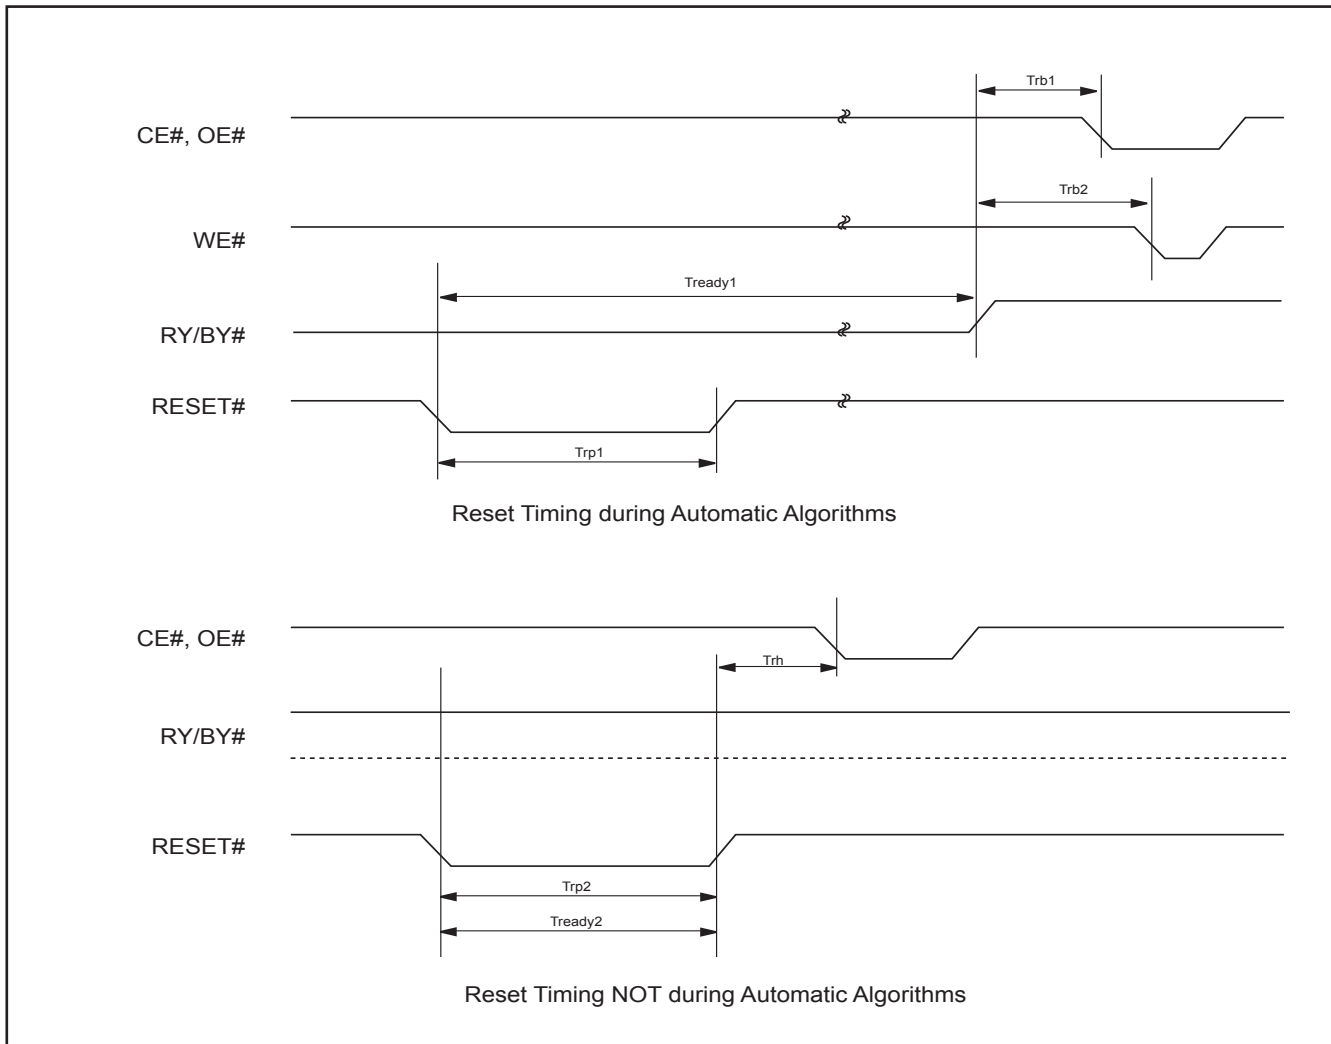 Trb1
CE#, OE#
Trb2
WE#
Tready1
RY/BY#
RESET#
Trp1
Reset Timing during Automatic Algorithms
CE#, OE#
Trh
RY/BY#
RESET#
Trp2
Tready2
Reset Timing NOT during Automatic Algorithms